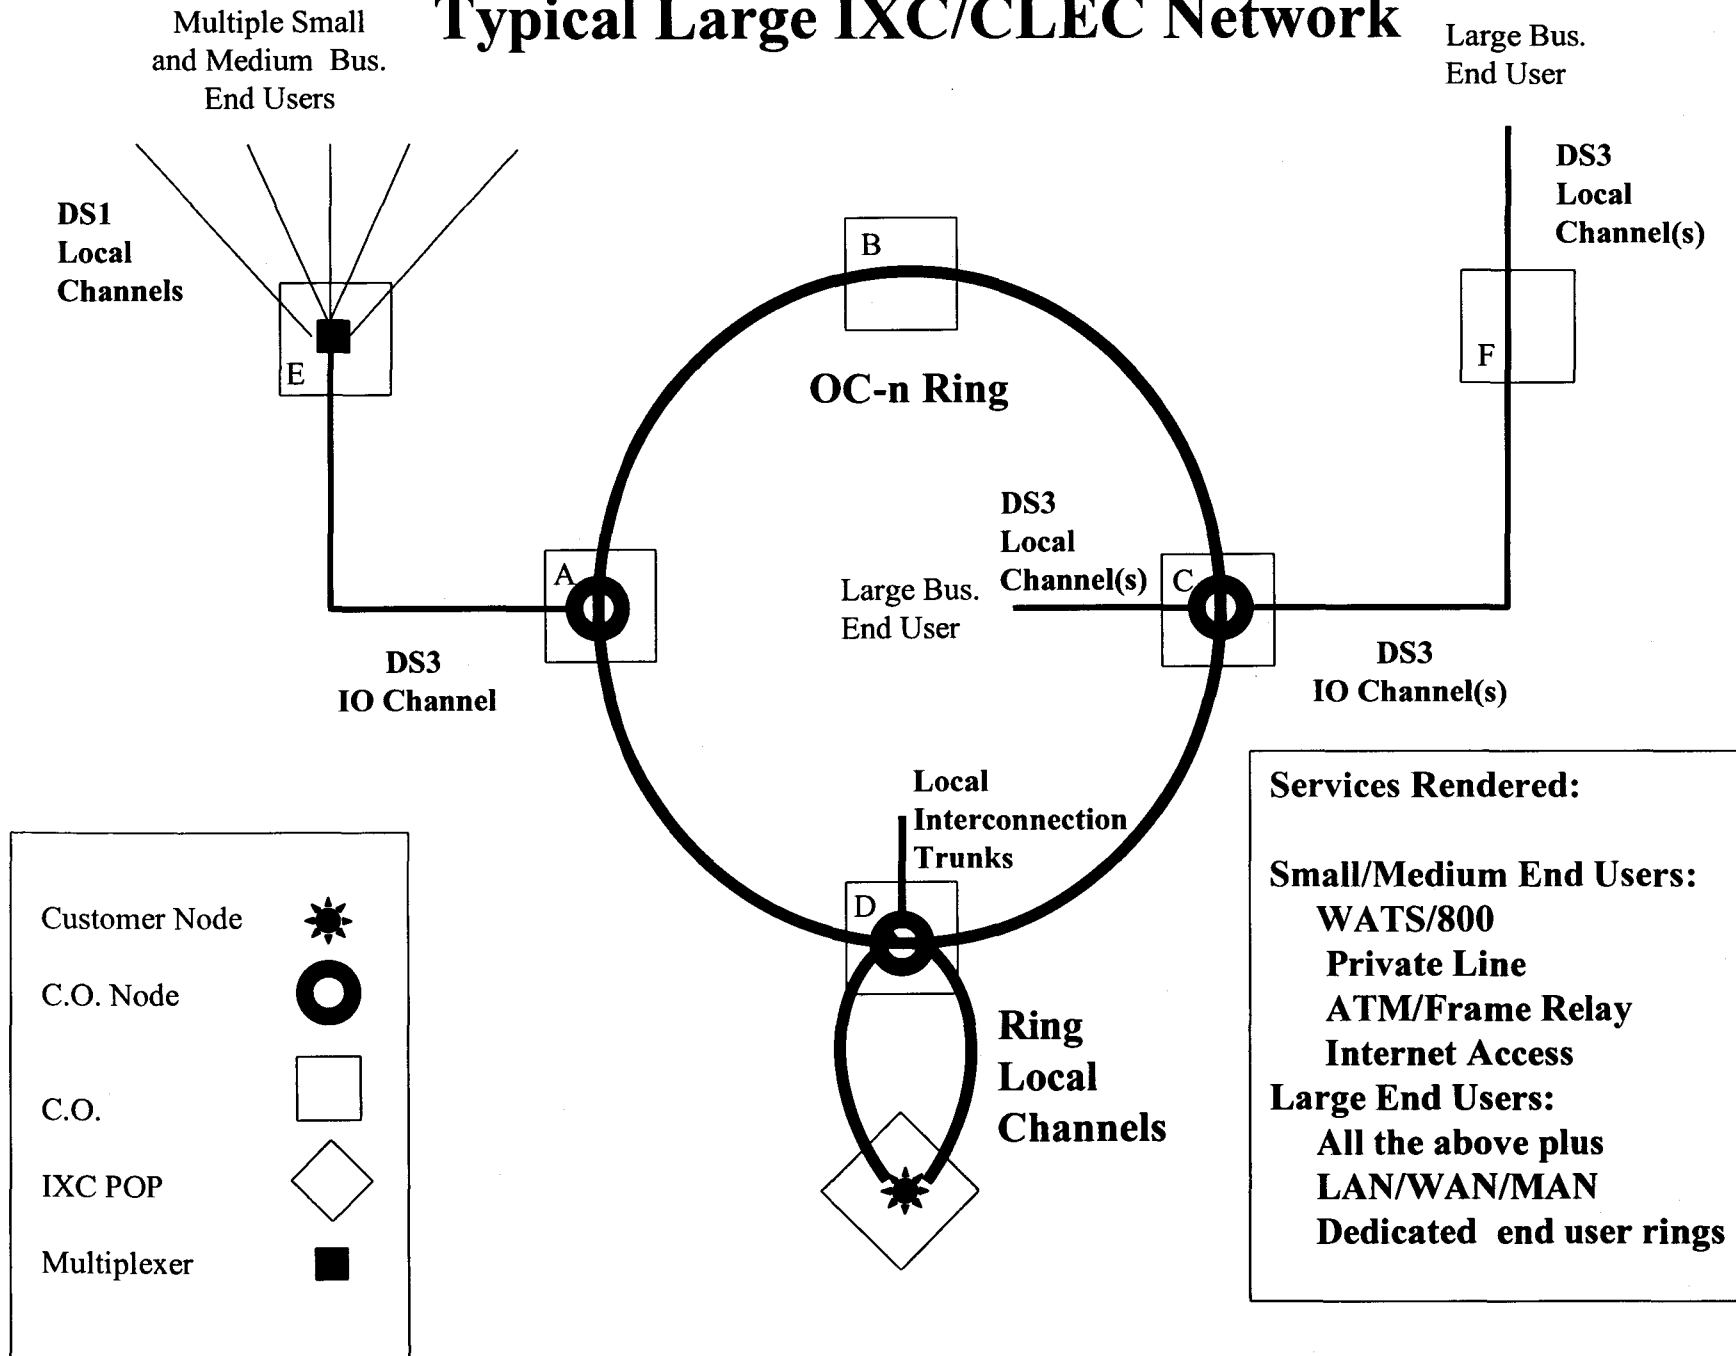 Typical Large IXC/CLEC Network
Multiple Small
and Medium Bus.
End Users
Large Bus.
End User
DS1
Local
Channels
DS3
Local
Channel(s)
B
E
F
OC-n Ring
DS3
Local
Channel(s)
A
C
Large Bus.
End User
DS3
IO Channel
DS3
IO Channel(s)
Local
Interconnection
Trunks
D
Ring
Local
Channels
Customer Node
C.O. Node
C.O.
IXC POP
Multiplexer
Services Rendered:
Small/Medium End Users:
WATS/800
Private Line
ATM/Frame Relay
Internet Access
Large End Users:
All the above plus
LAN/WAN/MAN
Dedicated end user rings